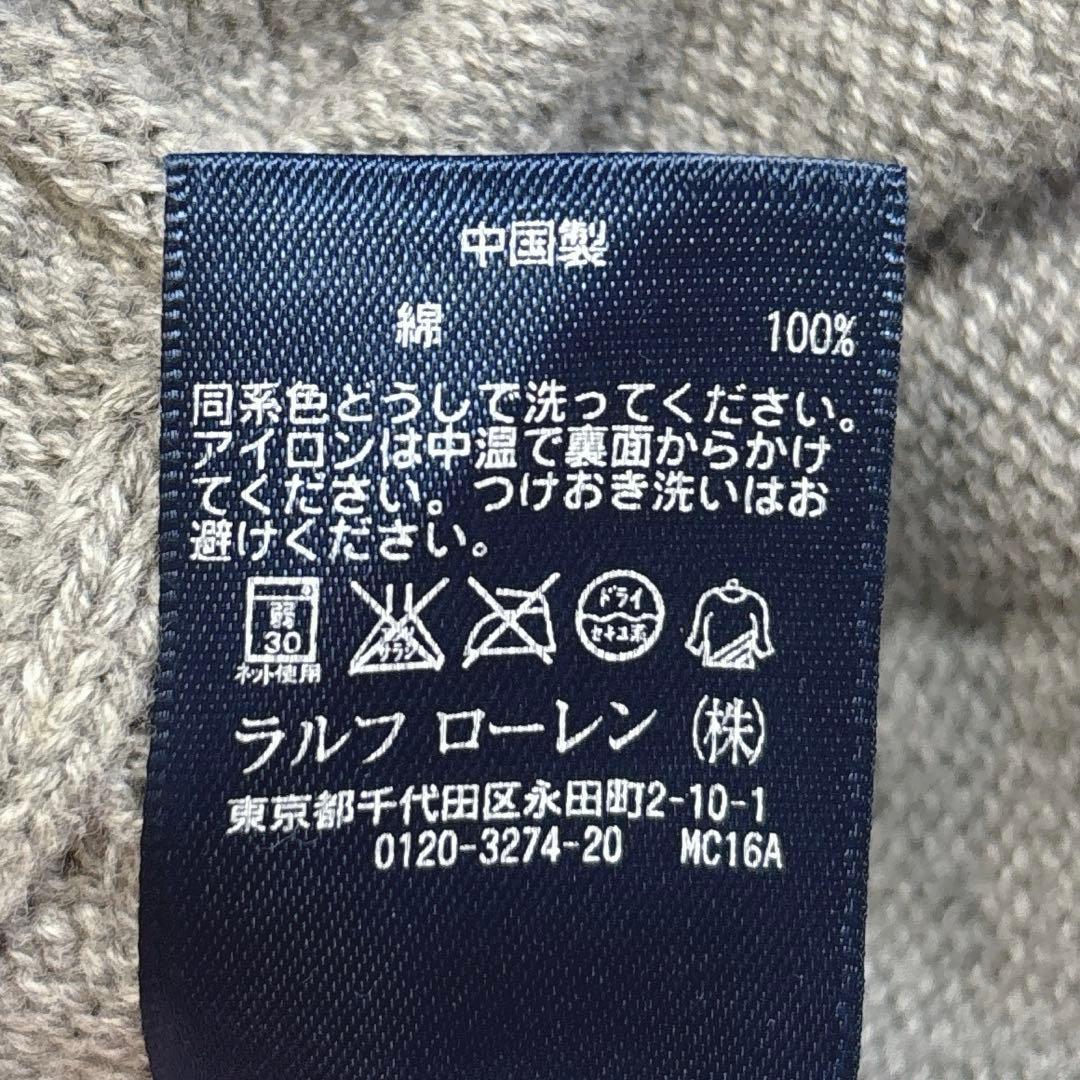 中国製
綿 100%
同系色どうしで洗ってください。
アイロンは中温で裏面からかけ
てください。つけおき洗いはお
避けください。
弱
30
ネット使用
サラシ
ドライ
セキユ系
ラルフ ローレン (株)
東京都千代田区永田町2-10-1
0120-3274-20 MC16A